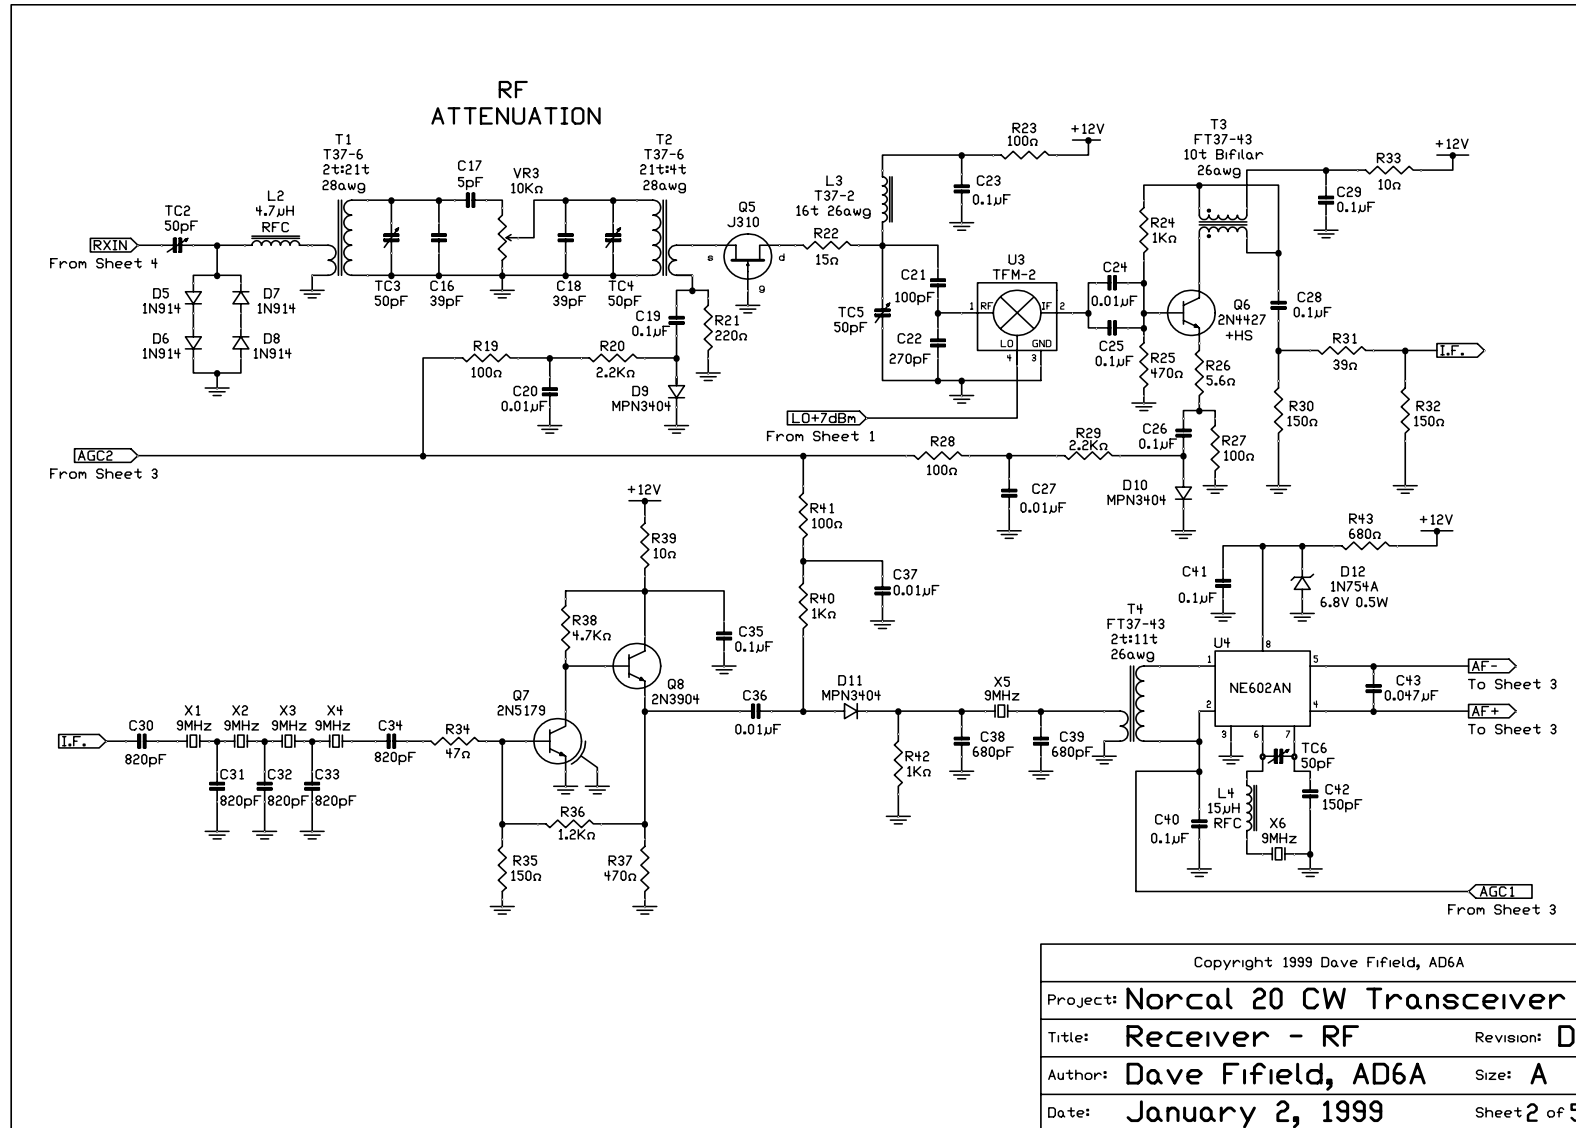 RF
ATTENUATION
T1
T37-6
2t:21t
28awg
C17
5pF
VR3
10KΩ
T2
T37-6
21t:4t
28awg
L2
4.7µH
RFC
TC2
50pF
RXIN
From Sheet 4
D5
1N914
D7
1N914
D6
1N914
D8
1N914
TC3
50pF
C16
39pF
C18
39pF
TC4
50pF
Q5
J310
s
d
g
C19
0.1µF
R21
220Ω
R19
100Ω
R20
2.2KΩ
C20
0.01µF
D9
MPN3404
R22
15Ω
L3
T37-2
16t 26awg
R23
100Ω
+12V
C23
0.1µF
C21
100pF
TC5
50pF
C22
270pF
U3
TFM-2
1
RF
IF
2
LO
GND
4
3
LO+7dBm
From Sheet 1
C24
0.01µF
C25
0.1µF
R24
1KΩ
R25
470Ω
T3
FT37-43
10t Bifilar
26awg
R33
10Ω
+12V
C29
0.1µF
Q6
2N4427
+HS
C28
0.1µF
R31
39Ω
I.F.
R26
5.6Ω
R30
150Ω
R32
150Ω
C26
0.1µF
R27
100Ω
AGC2
From Sheet 3
R28
100Ω
R29
2.2KΩ
C27
0.01µF
D10
MPN3404
+12V
R39
10Ω
R41
100Ω
C37
0.01µF
R40
1KΩ
R38
4.7KΩ
C35
0.1µF
Q8
2N3904
Q7
2N5179
C36
0.01µF
D11
MPN3404
X5
9MHz
C38
680pF
C39
680pF
R42
1KΩ
I.F.
C30
820pF
X1
9MHz
X2
9MHz
X3
9MHz
X4
9MHz
C34
820pF
R34
47Ω
C31
820pF
C32
820pF
C33
820pF
R36
1.2KΩ
R35
150Ω
R37
470Ω
T4
FT37-43
2t:11t
26awg
R43
680Ω
+12V
C41
0.1µF
D12
1N754A
6.8V 0.5W
U4
8
1
5
NE602AN
2
4
3
6
7
AF-
To Sheet 3
C43
0.047µF
AF+
To Sheet 3
TC6
50pF
L4
15µH
RFC
C42
150pF
X6
9MHz
C40
0.1µF
AGC1
From Sheet 3
Copyright 1999 Dave Fifield, AD6A
Project: Norcal 20 CW Transceiver
Title: Receiver - RF Revision: D
Author: Dave Fifield, AD6A Size: A
Date: January 2, 1999 Sheet 2 of 5